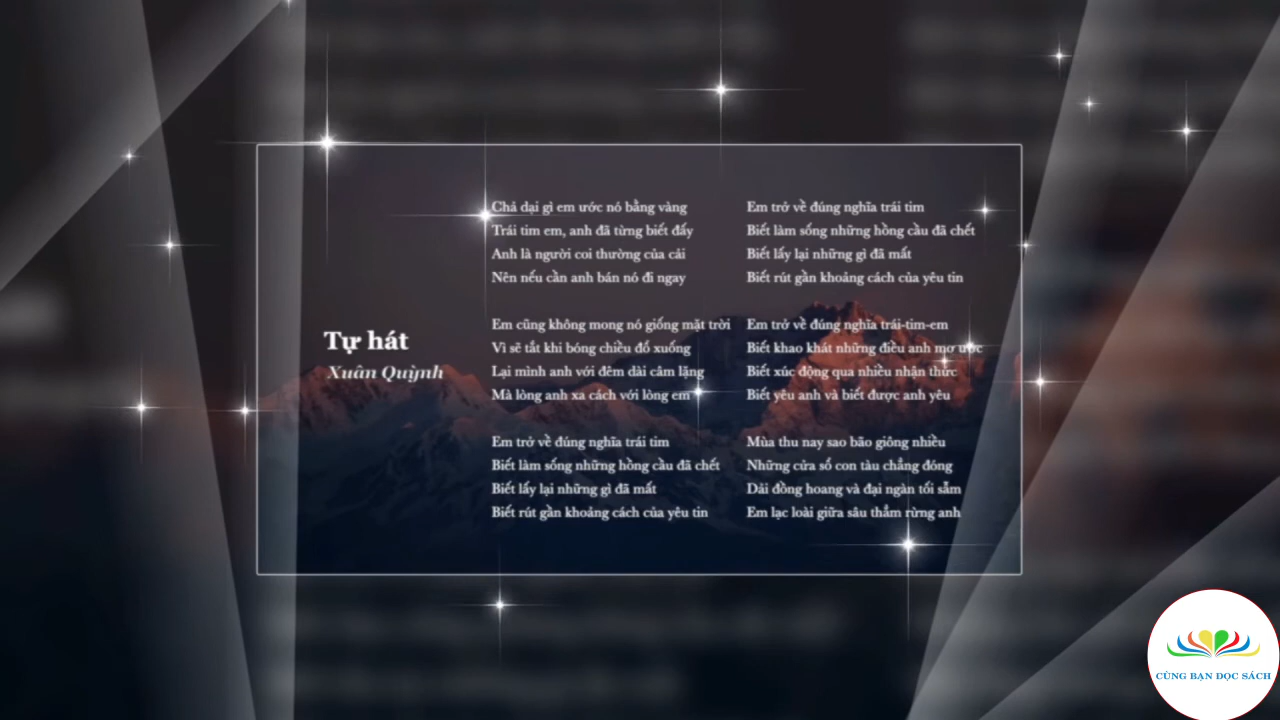 Tự hát
Xuân Quỳnh
Chả dại gì em ước nó bằng vàng
Trái tim em, anh đã từng biết đấy
Anh là người coi thường của cải
Nên nếu cần anh bán nó đi ngay
Em cũng không mong nó giống mặt trời
Vì sẽ tắt khi bóng chiều đổ xuống
Lại mình anh với đêm dài câm lặng
Mà lòng anh xa cách với lòng em
Em trở về đúng nghĩa trái tim
Biết làm sống những hồng cầu đã chết
Biết lấy lại những gì đã mất
Biết rút gần khoảng cách của yêu tin
Em trở về đúng nghĩa trái tim
Biết làm sống những hồng cầu đã chết
Biết lấy lại những gì đã mất
Biết rút gần khoảng cách của yêu tin
Em trở về đúng nghĩa trái-tim-em
Biết khao khát những điều anh mơ ước
Biết xúc động qua nhiều nhận thức
Biết yêu anh và biết được anh yêu
Mùa thu nay sao bão giông nhiều
Những cửa sổ con tàu chẳng đóng
Dải đồng hoang và đại ngàn tối sẫm
Em lạc loài giữa sâu thẳm rừng anh
CÙNG BẠN ĐỌC SÁCH